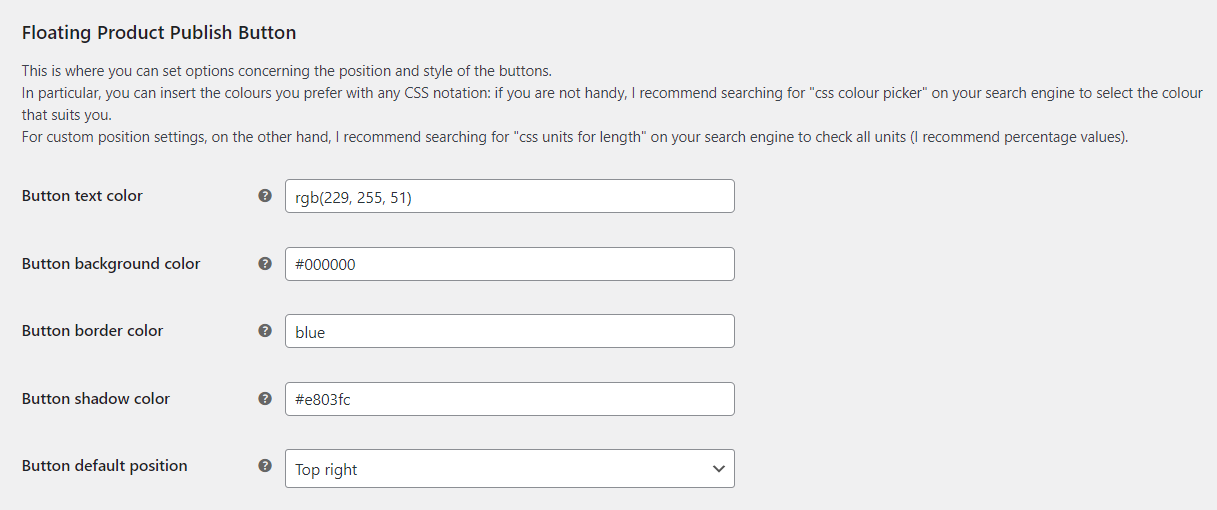 Floating Product Publish Button
This is where you can set options concerning the position and style of the buttons.
In particular, you can insert the colours you prefer with any CSS notation: if you are not handy, I recommend searching for "css colour picker" on your search engine to select the colour
that suits you.
For custom position settings, on the other hand, I recommend searching for "css units for length" on your search engine to check all units (I recommend percentage values).
Button text color ? rgb(229, 255, 51)
Button background color ? #000000
Button border color ? blue
Button shadow color ? #e803fc
Button default position ? Top right